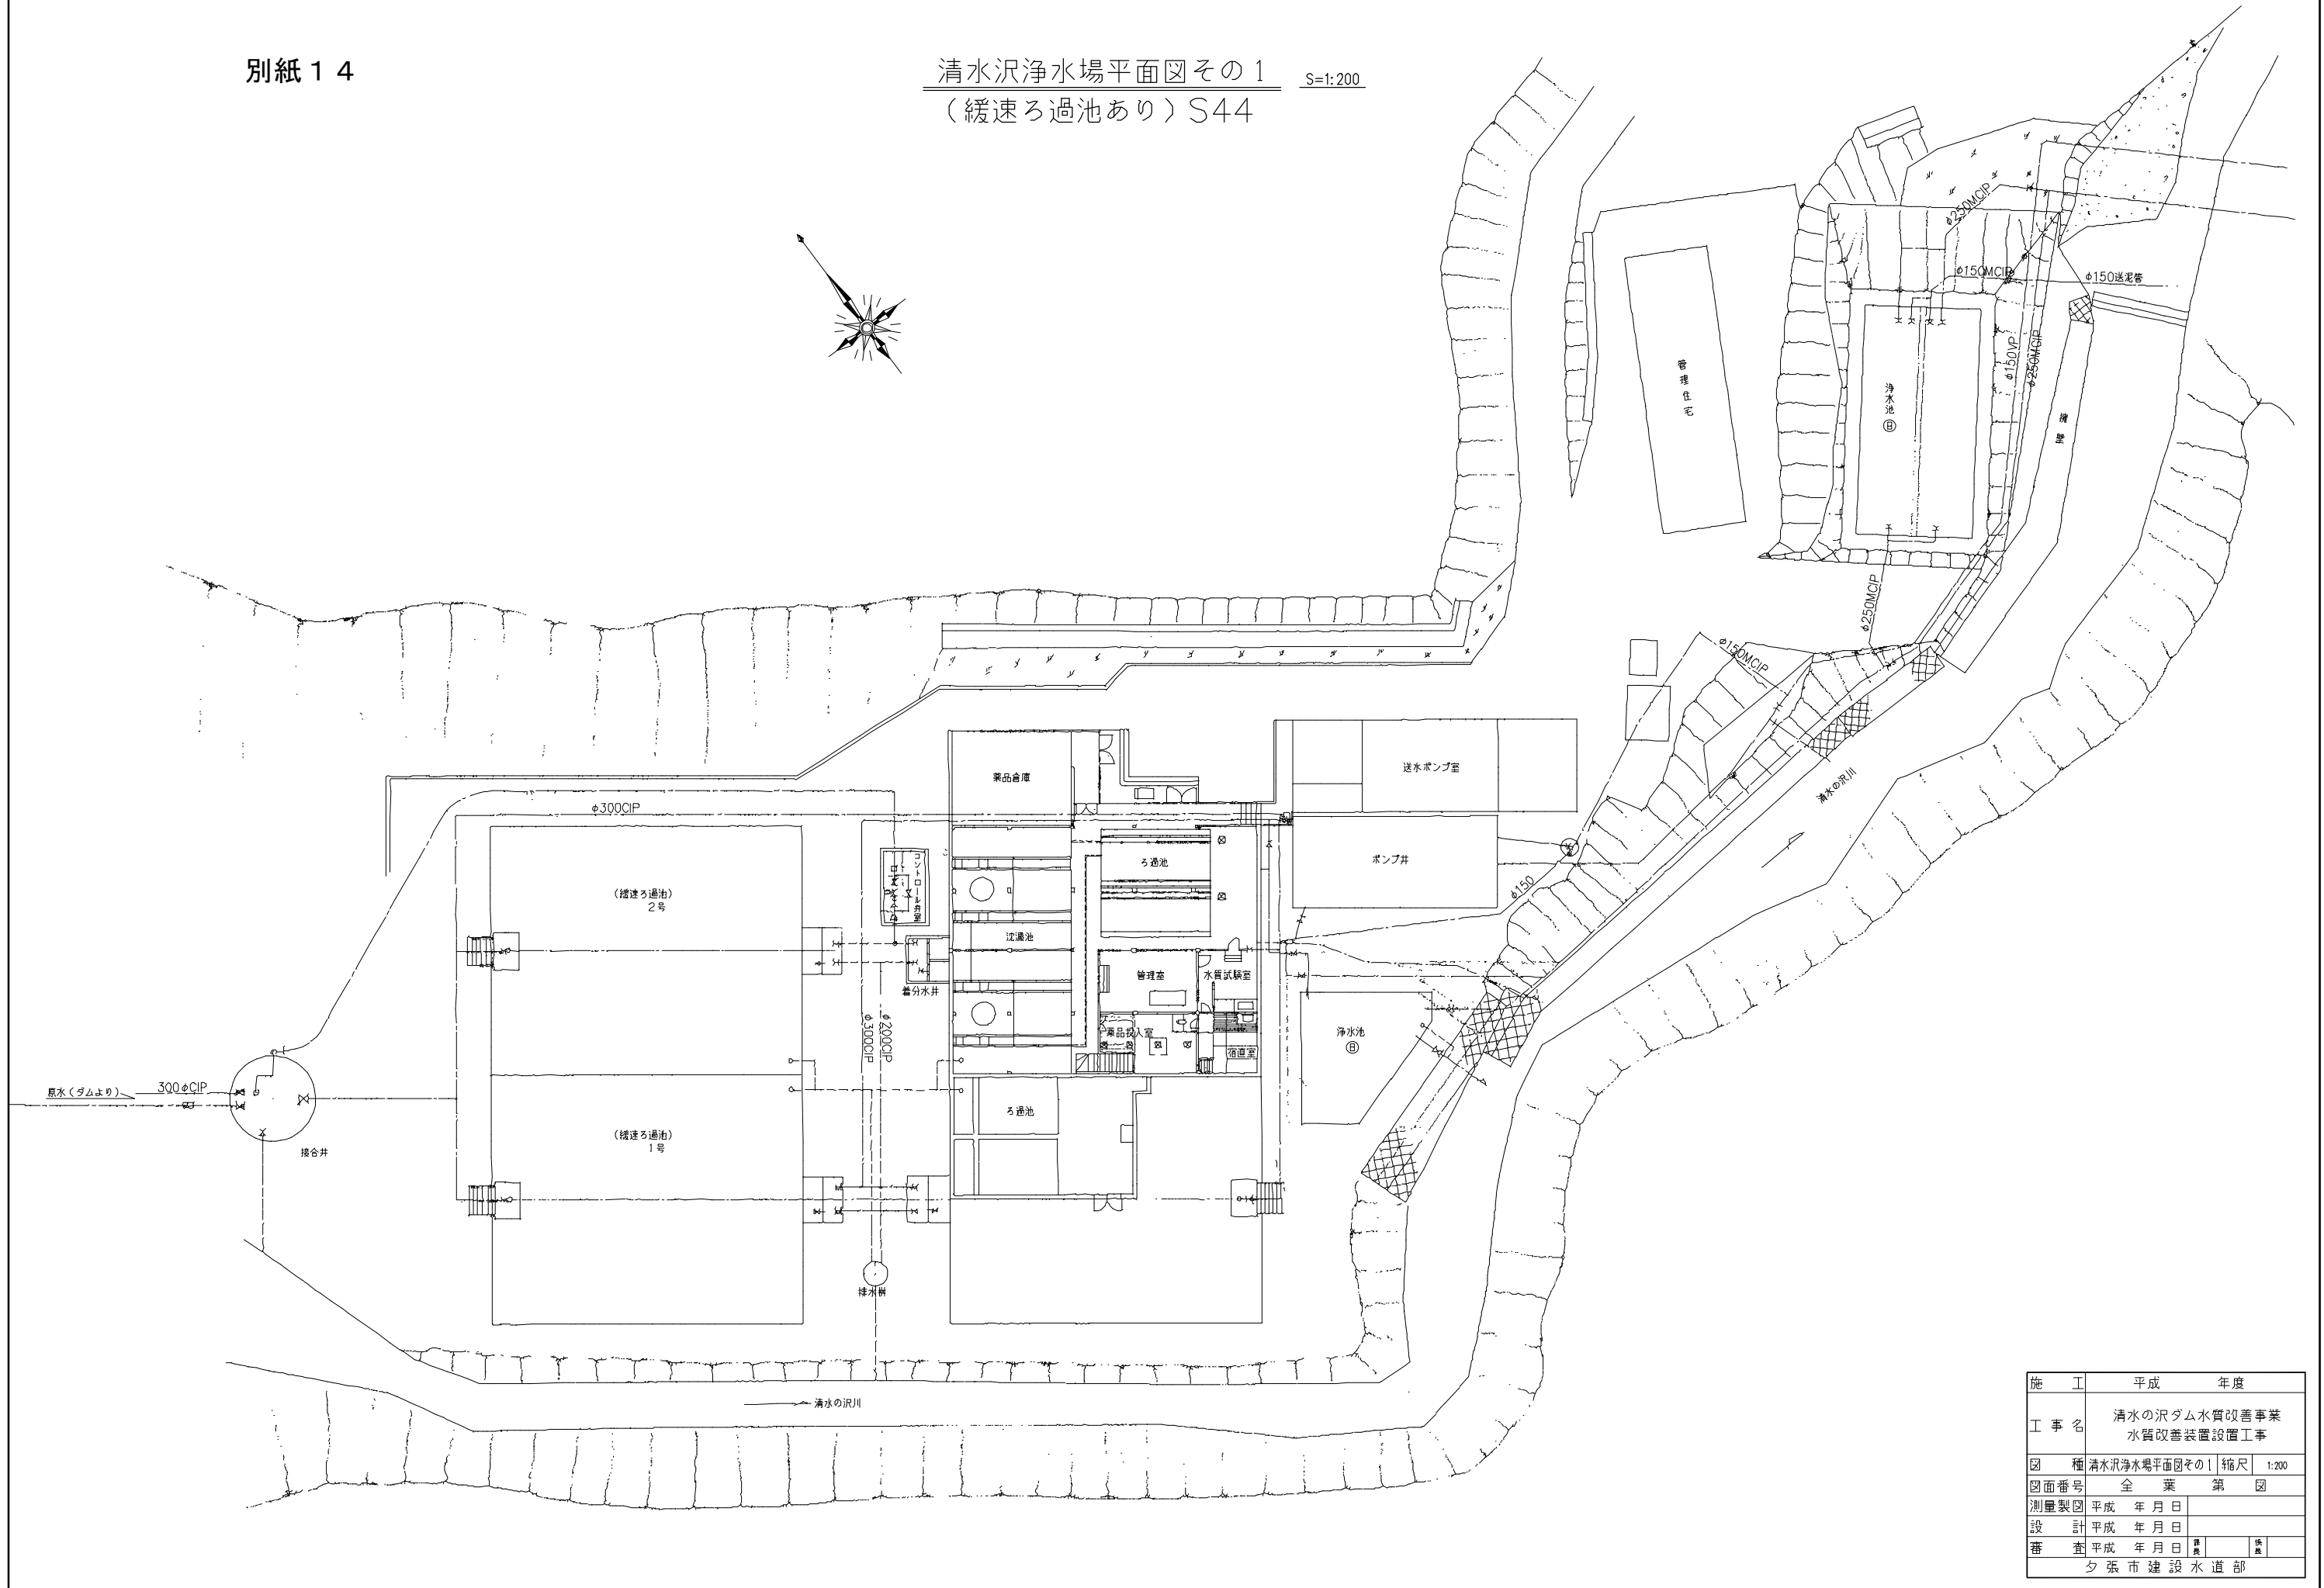 別紙１４
清水沢浄水場平面図その１
S=1:200
（緩速ろ過池あり）S44
φ250MCIP
φ150MCIP
φ150送泥管
φ150VP
φ250MCIP
管理住宅
浄水池
旧
擁壁
φ250MCIP
φ150MCIP
清水の沢川
薬品倉庫
送水ポンプ室
φ300CIP
コントロール弁室
ろ過池
ポンプ井
（緩速ろ過池）
2号
φ150
沈澱池
管理室
水質試験室
着分水井
φ300CIP
φ200CIP
薬品投入室
宿直室
浄水池
旧
原水（ダムより）
300φCIP
接合井
ろ過池
（緩速ろ過池）
1号
排水桝
清水の沢川
施工 平成 年度
工事名 清水の沢ダム水質改善事業
水質改善装置設置工事
図種 清水沢浄水場平面図その１ 縮尺 1:200
図面番号 全 葉 第 図
測量製図 平成 年 月 日
設計 平成 年 月 日
審査 平成 年 月 日 課長 係長
夕張市建設水道部